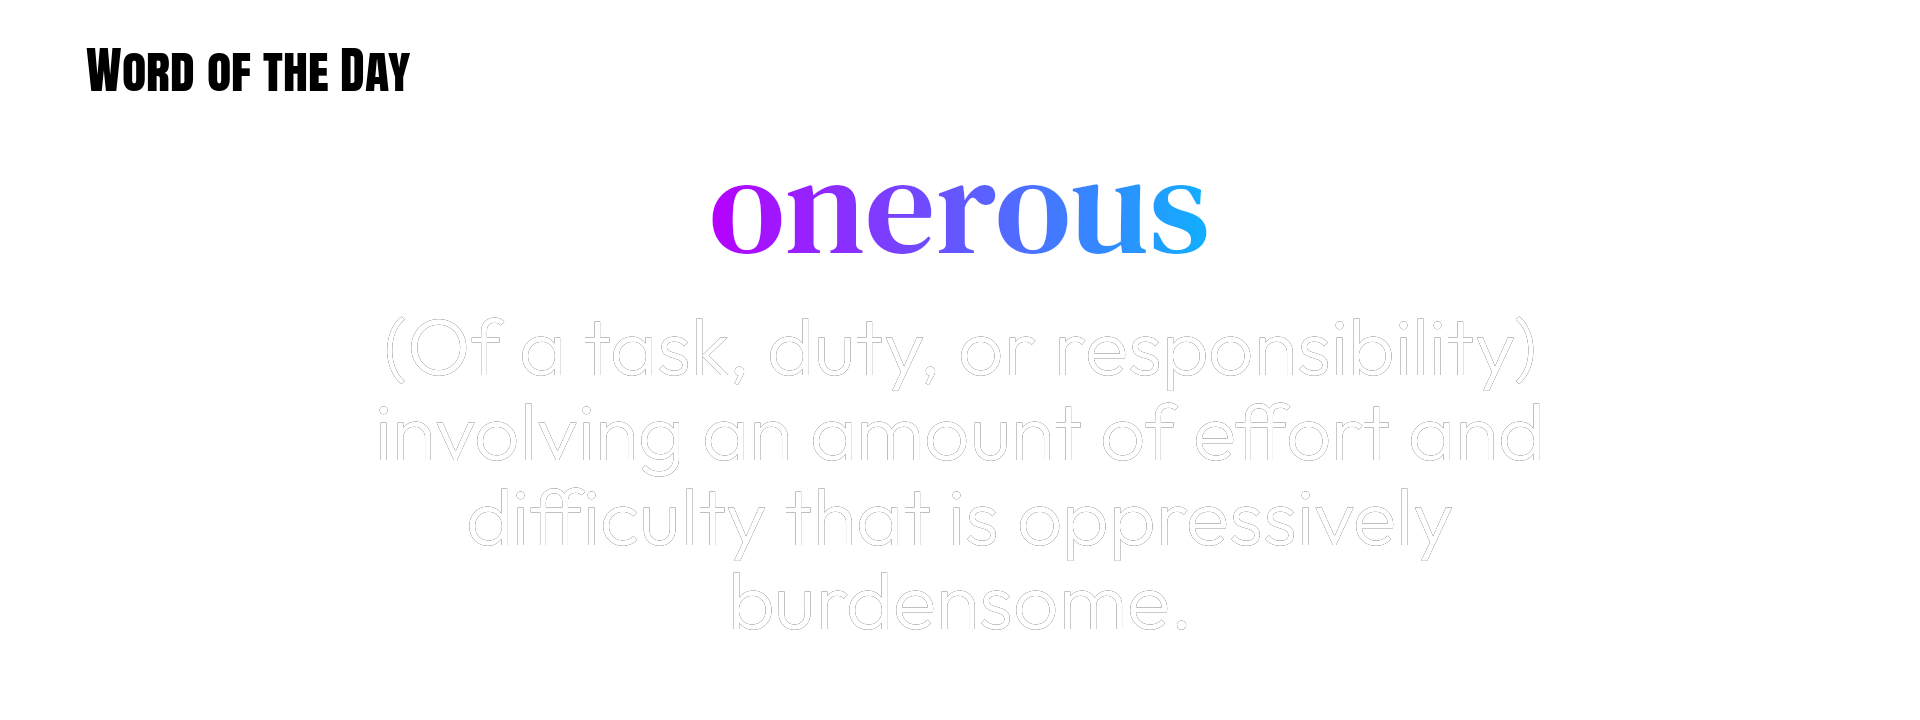 Word of the Day
onerous
(Of a task, duty, or responsibility)
involving an amount of effort and
difficulty that is oppressively
burdensome.